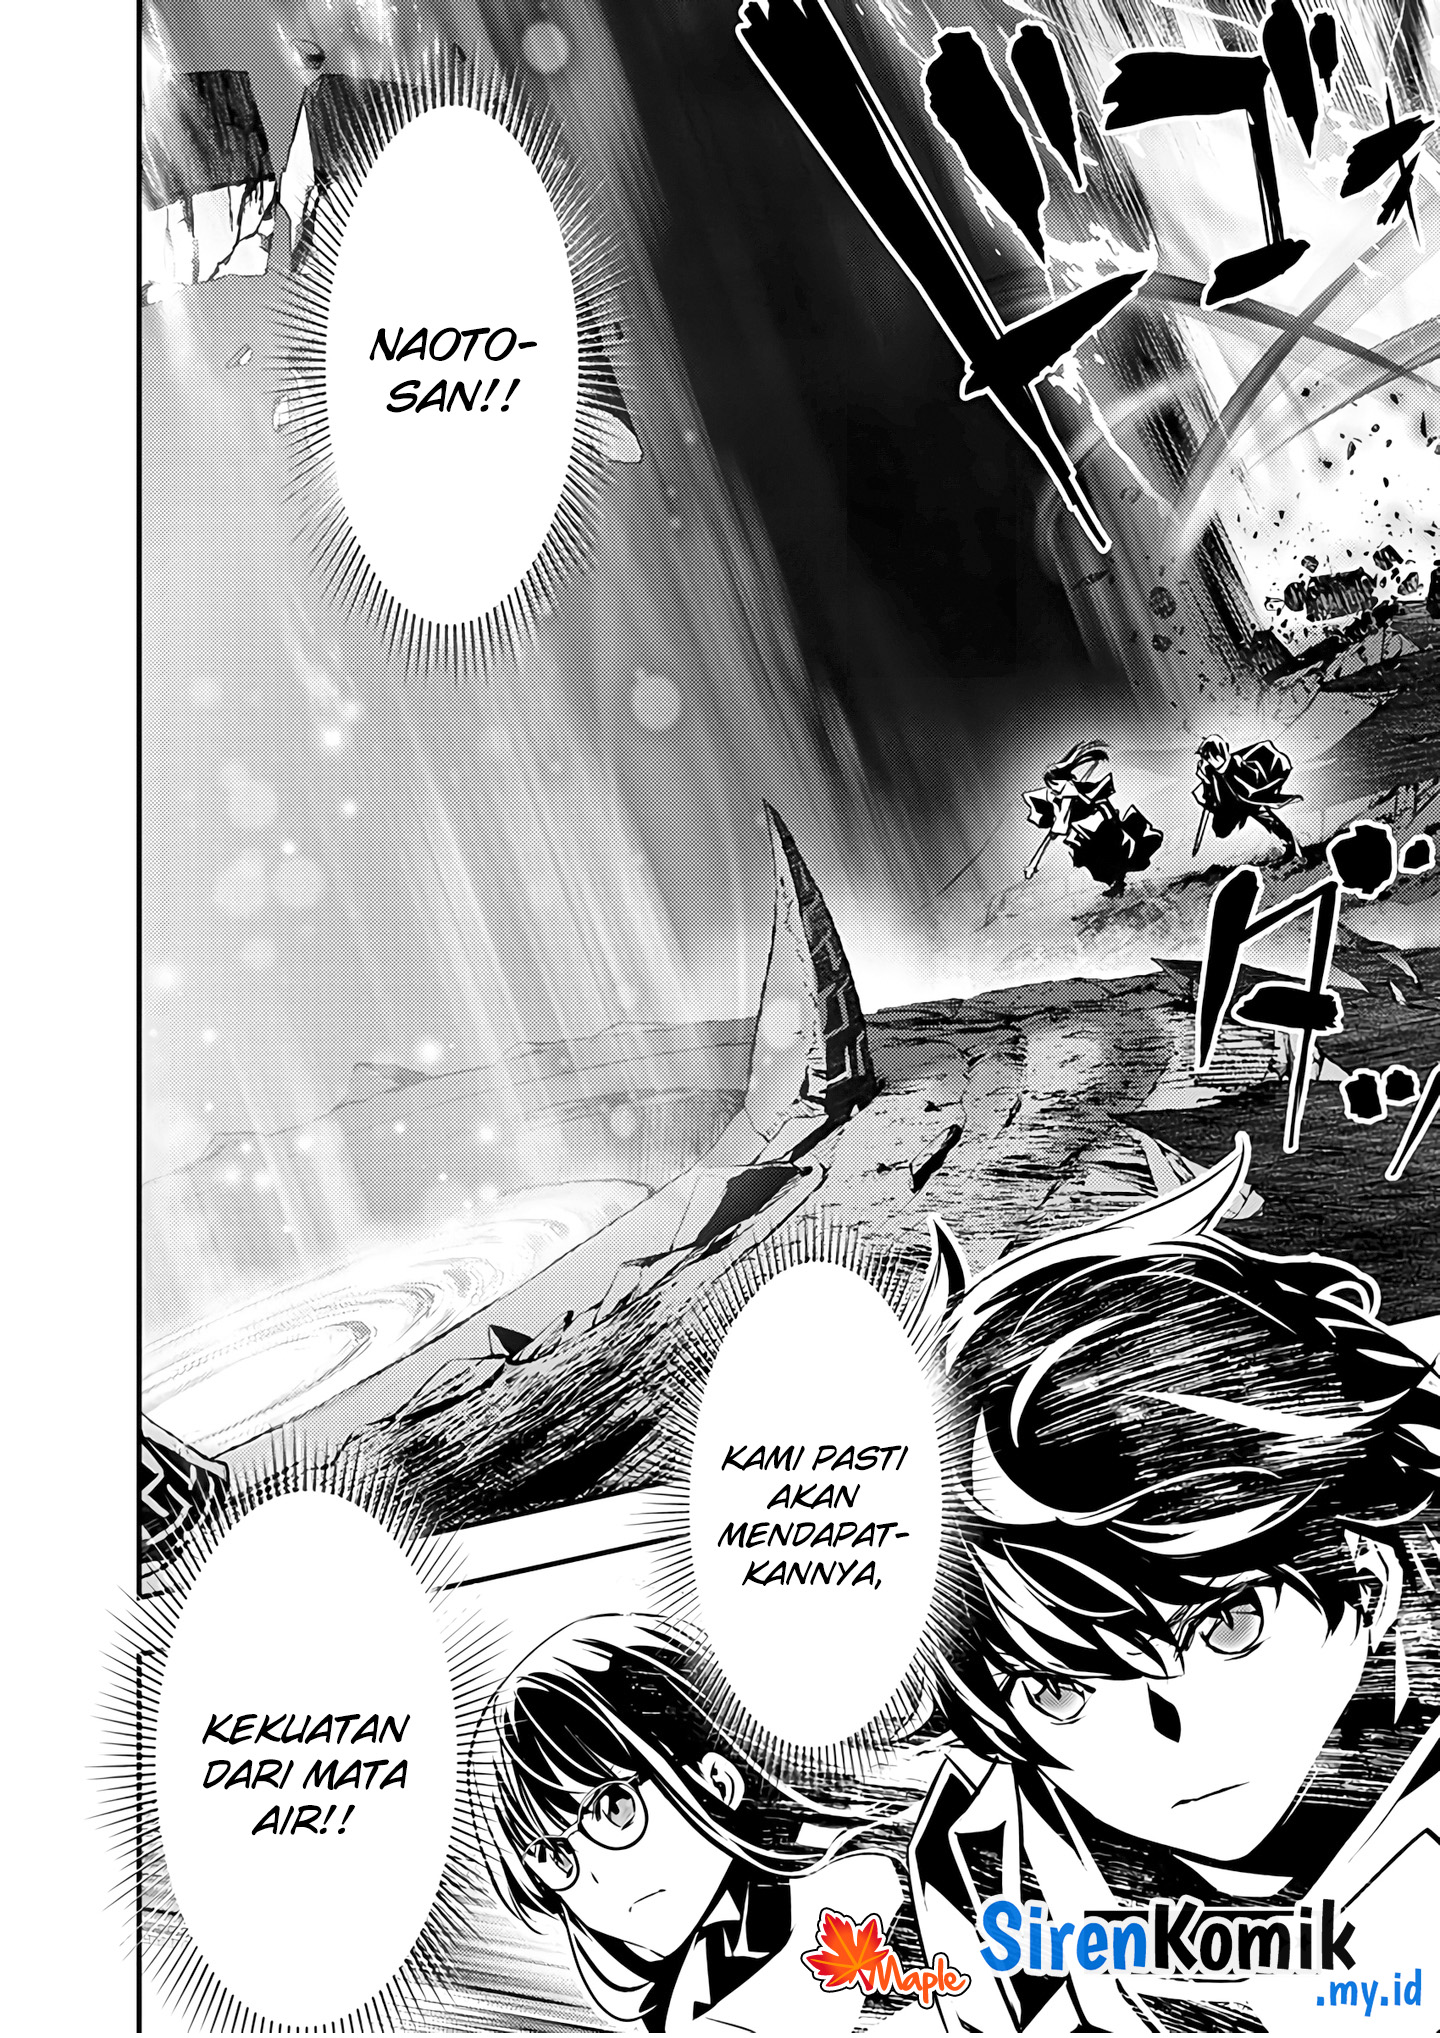 NAOTO-
SAN!!
KAMI PASTI
AKAN
MENDAPAT-
KANNYA,
KEKUATAN
DARI MATA
AIR!!
Maple
SirenKomik
.my.id